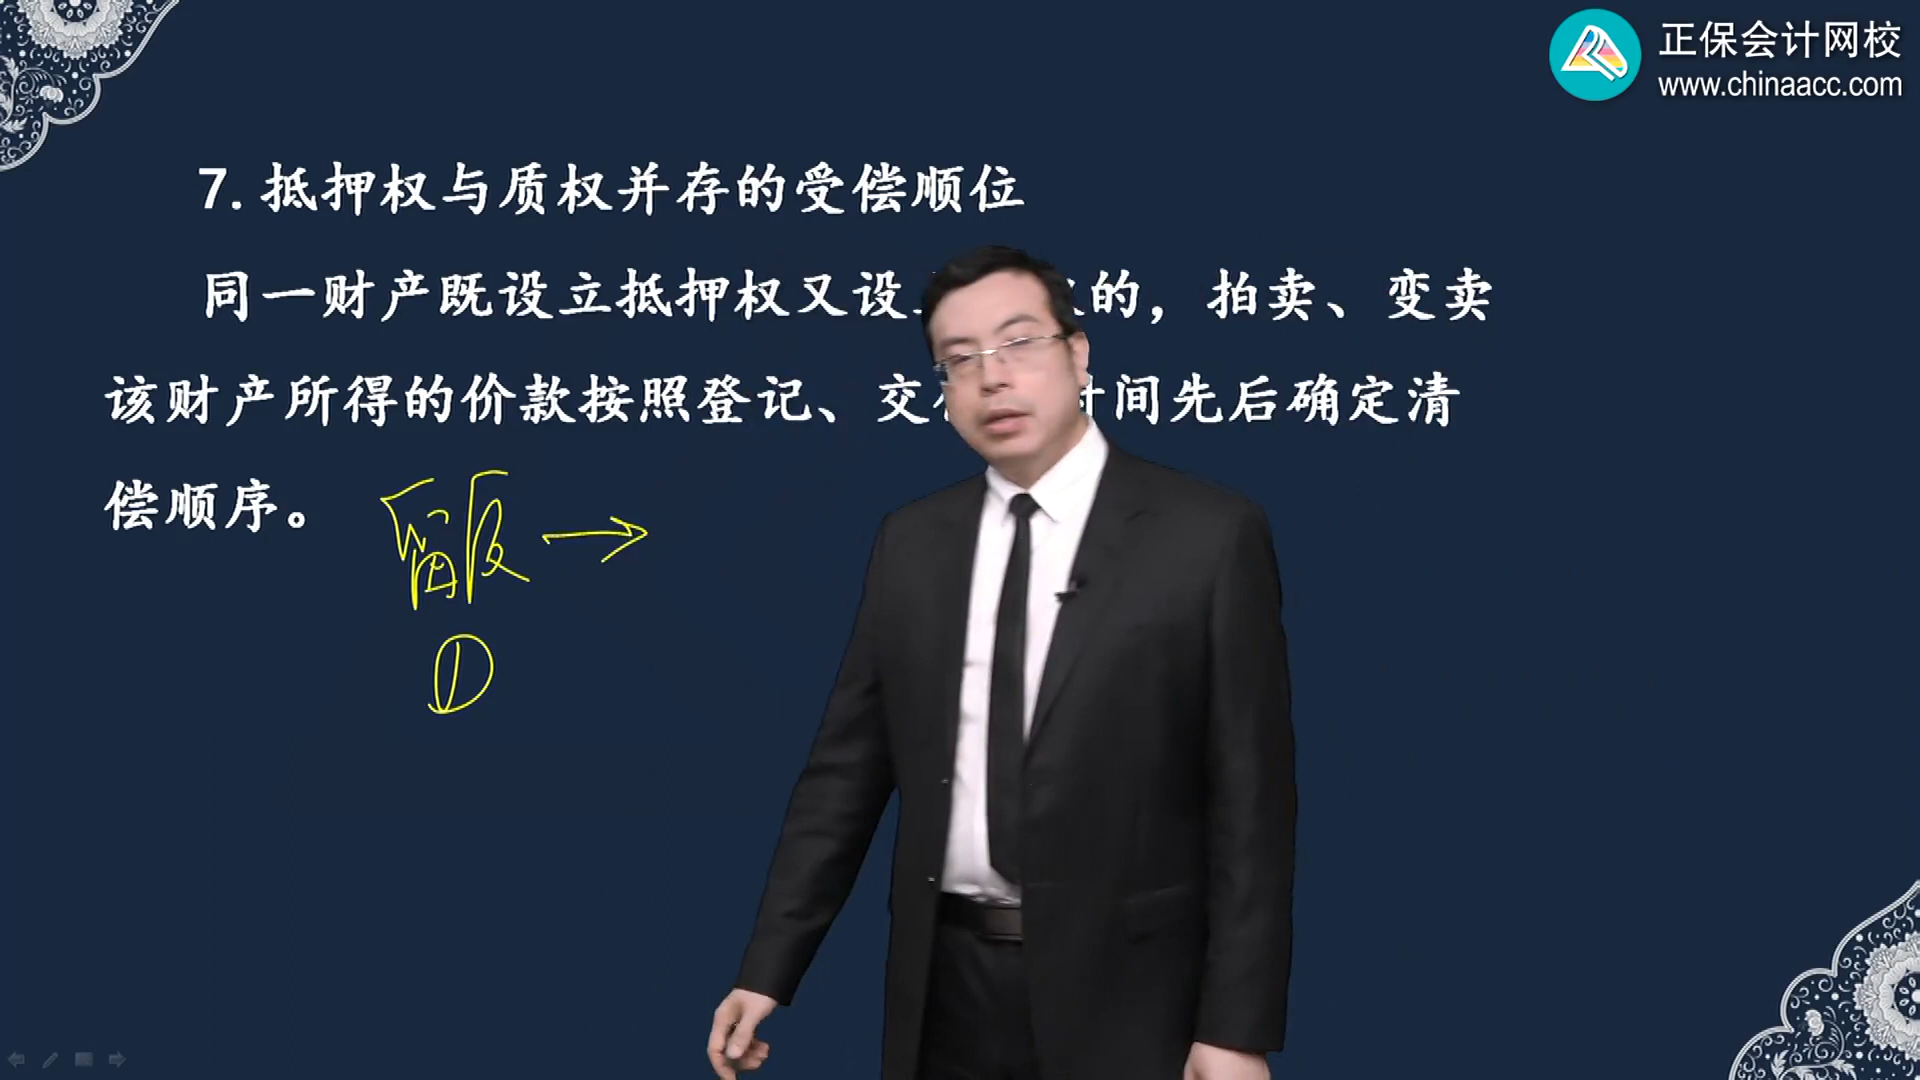 正保会计网校
www.chinaacc.com
7. 抵押权与质权并存的受偿顺位
同一财产既设立抵押权又设 的，拍卖、变卖
该财产所得的价款按照登记、交 时间先后确定清
偿顺序。
①